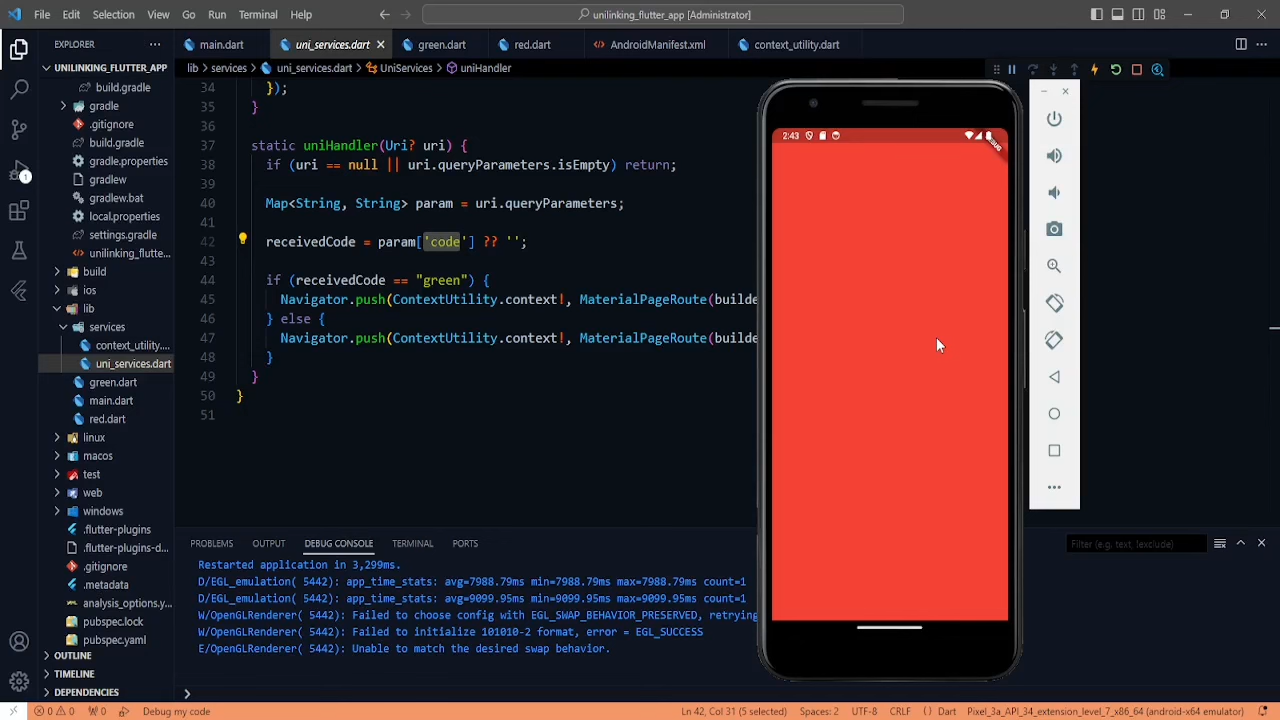 File Edit Selection View Go Run Terminal Help
unilinking_flutter_app [Administrator]
EXPLORER
main.dart
uni_services.dart
green.dart
red.dart
AndroidManifest.xml
context_utility.dart
UNILINKING_FLUTTER_APP
lib > services > uni_services.dart > UniServices > uniHandler
build.gradle
gradle
.gitignore
build.gradle
gradle.properties
gradlew
gradlew.bat
local.properties
settings.gradle
unilinking_flutte...
build
ios
lib
services
context_utility....
uni_services.dart
green.dart
main.dart
red.dart
linux
macos
test
web
windows
.flutter-plugins
.flutter-plugins-d...
.gitignore
.metadata
analysis_options.y...
pubspec.lock
pubspec.yaml
OUTLINE
TIMELINE
DEPENDENCIES
1
34 });
35 }
36
37 static uniHandler(Uri? uri) {
38 if (uri == null || uri.queryParameters.isEmpty) return;
39
40 Map<String, String> param = uri.queryParameters;
41
42 receivedCode = param['code'] ?? '';
43
44 if (receivedCode == "green") {
45 Navigator.push(ContextUtility.context!, MaterialPageRoute(builde
46 } else {
47 Navigator.push(ContextUtility.context!, MaterialPageRoute(builde
48 }
49 }
50 }
51
2:43
PROBLEMS OUTPUT DEBUG CONSOLE TERMINAL PORTS
Filter (e.g. text, !exclude)
Restarted application in 3,299ms.
D/EGL_emulation( 5442): app_time_stats: avg=7988.79ms min=7988.79ms max=7988.79ms count=1
D/EGL_emulation( 5442): app_time_stats: avg=9099.95ms min=9099.95ms max=9099.95ms count=1
W/OpenGLRenderer( 5442): Failed to choose config with EGL_SWAP_BEHAVIOR_PRESERVED, retrying
W/OpenGLRenderer( 5442): Failed to initialize 101010-2 format, error = EGL_SUCCESS
E/OpenGLRenderer( 5442): Unable to match the desired swap behavior.
>
0 0 0 Debug my code Ln 42, Col 31 (5 selected) Spaces: 2 UTF-8 CRLF { } Dart Pixel_3a_API_34_extension_level_7_x86_64 (android-x64 emulator)